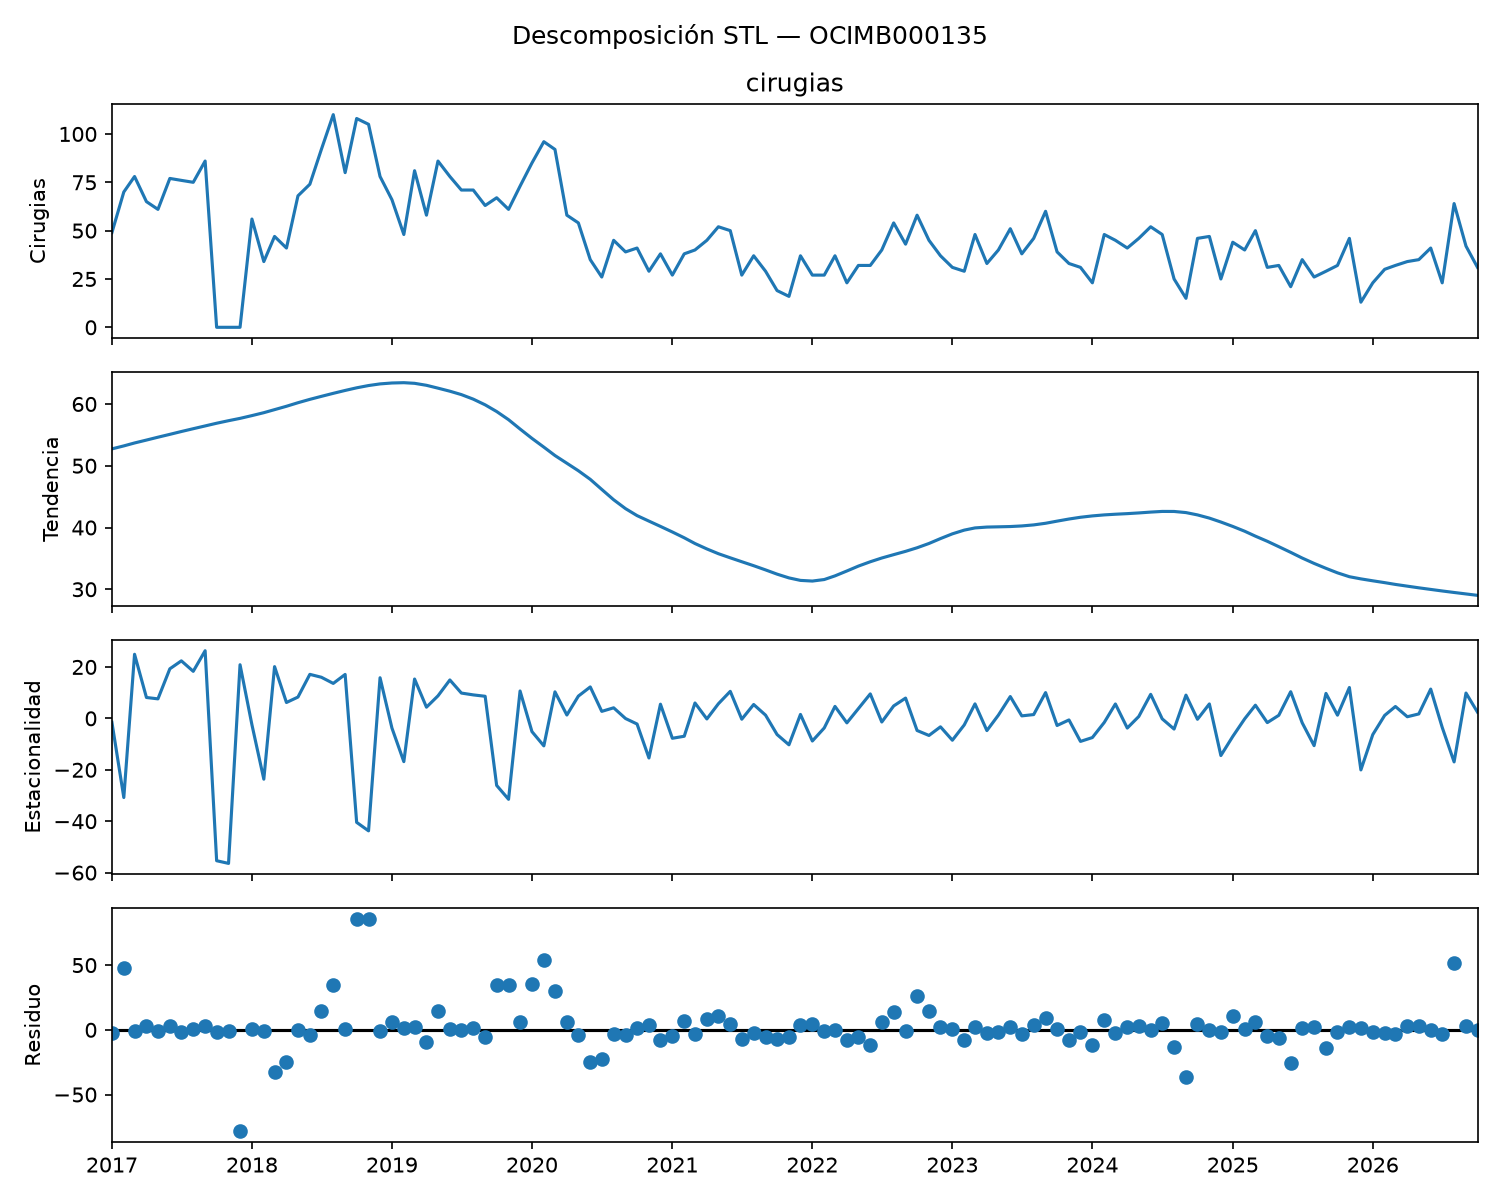 Descomposición STL — OCIMB000135
cirugias
100
75
50
25
0
Cirugias
60
50
40
30
Tendencia
20
0
−20
−40
−60
Estacionalidad
50
0
−50
Residuo
2017 2018 2019 2020 2021 2022 2023 2024 2025 2026